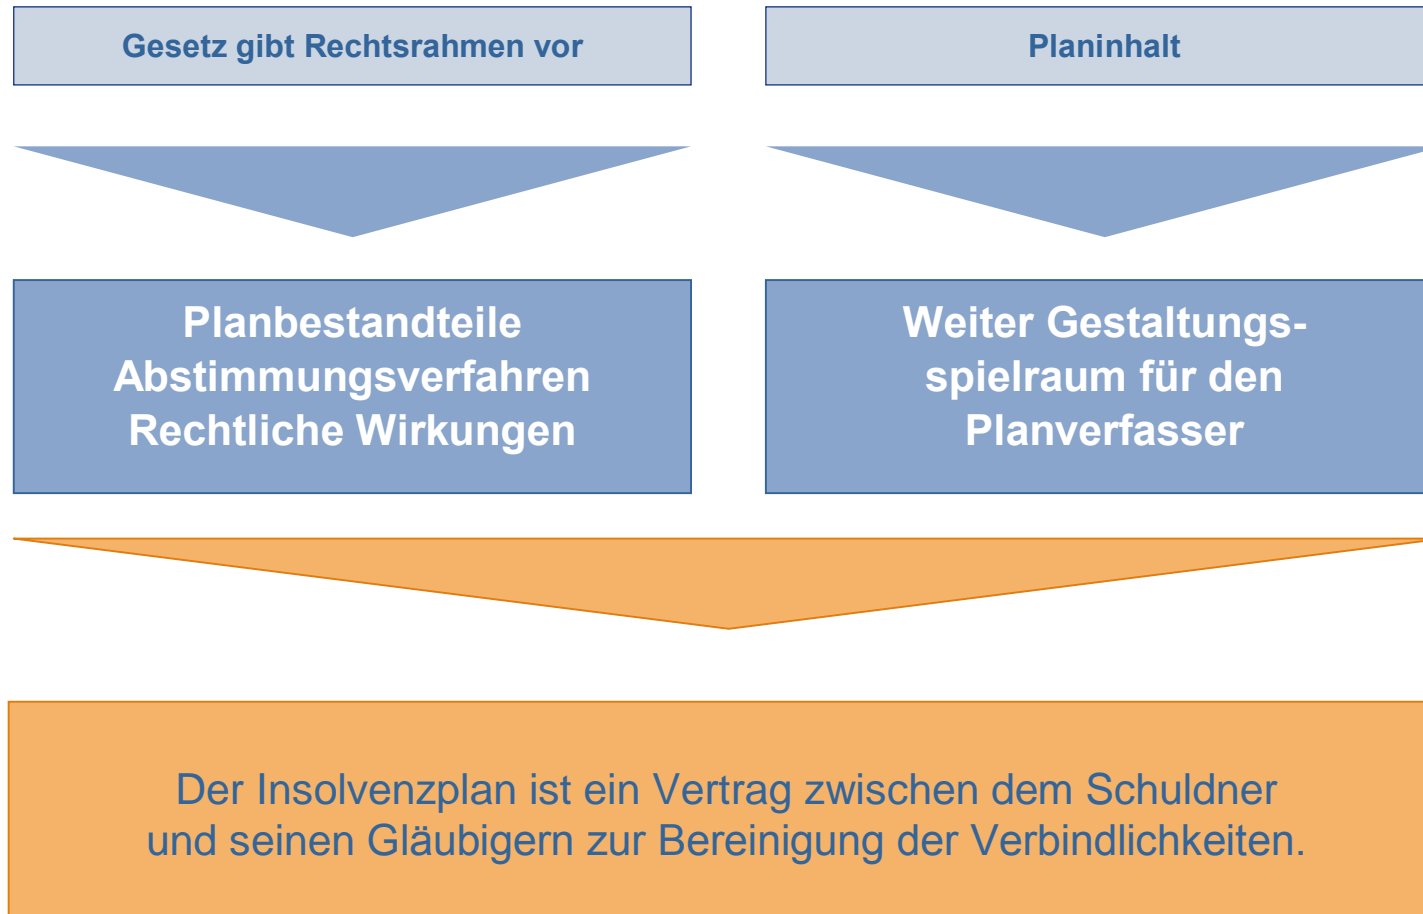 Gesetz gibt Rechtsrahmen vor
Planinhalt
Planbestandteile
Abstimmungsverfahren
Rechtliche Wirkungen
Weiter Gestaltungs-
spielraum für den
Planverfasser
Der Insolvenzplan ist ein Vertrag zwischen dem Schuldner
und seinen Gläubigern zur Bereinigung der Verbindlichkeiten.